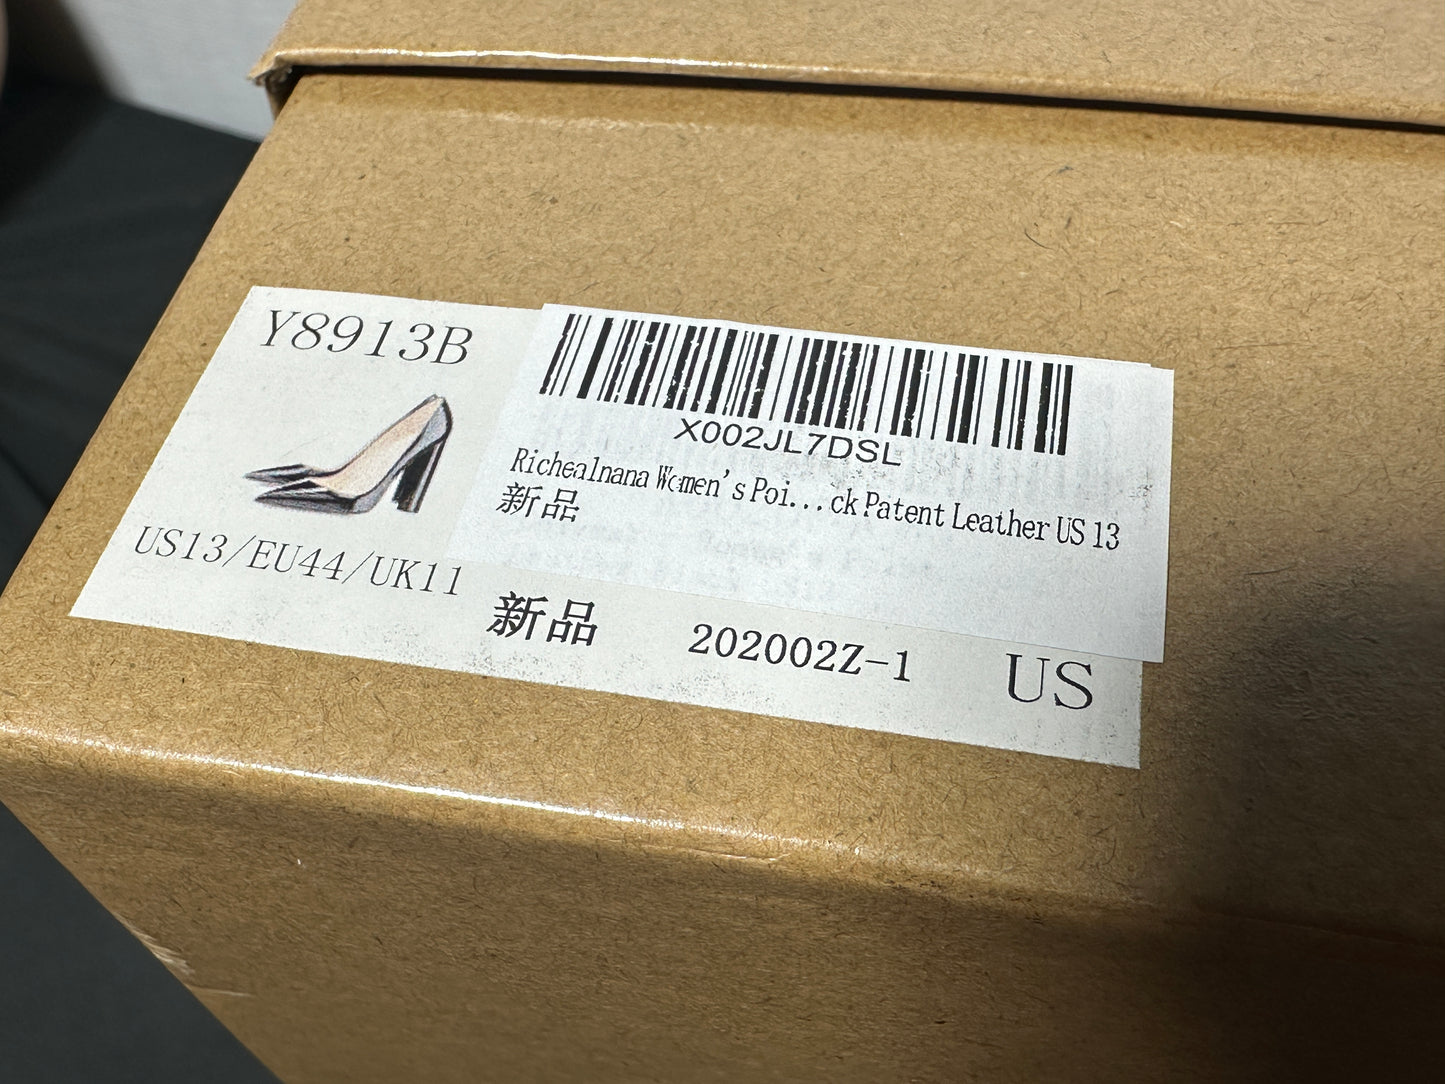 Y8913B
US13/EU44/UK11
X002JL7DSL
Richealnana Women's Poi...ck Patent Leather US 13
新品
新品 202002Z-1 US